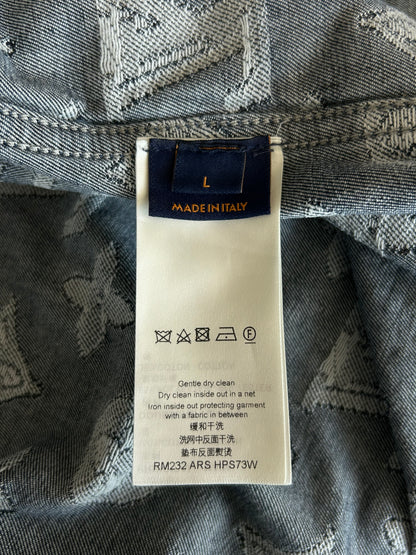 L
MADE IN ITALY
Gentle dry clean
Dry clean inside out in a net
Iron inside out protecting garment
with a fabric in between
缓和干洗
洗网中反面干洗
垫布反面熨烫
RM232 ARS HPS73W